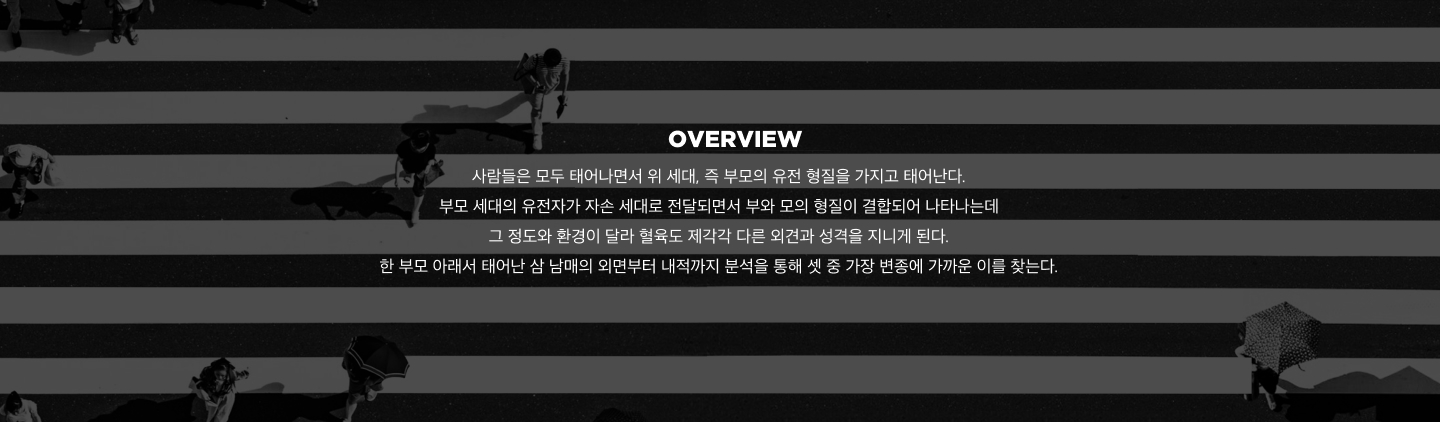 OVERVIEW
사람들은 모두 태어나면서 위 세대, 즉 부모의 유전 형질을 가지고 태어난다.
부모 세대의 유전자가 자손 세대로 전달되면서 부와 모의 형질이 결합되어 나타나는데
그 정도와 환경이 달라 혈육도 제각각 다른 외견과 성격을 지니게 된다.
한 부모 아래서 태어난 삼 남매의 외면부터 내적까지 분석을 통해 셋 중 가장 변종에 가까운 이를 찾는다.